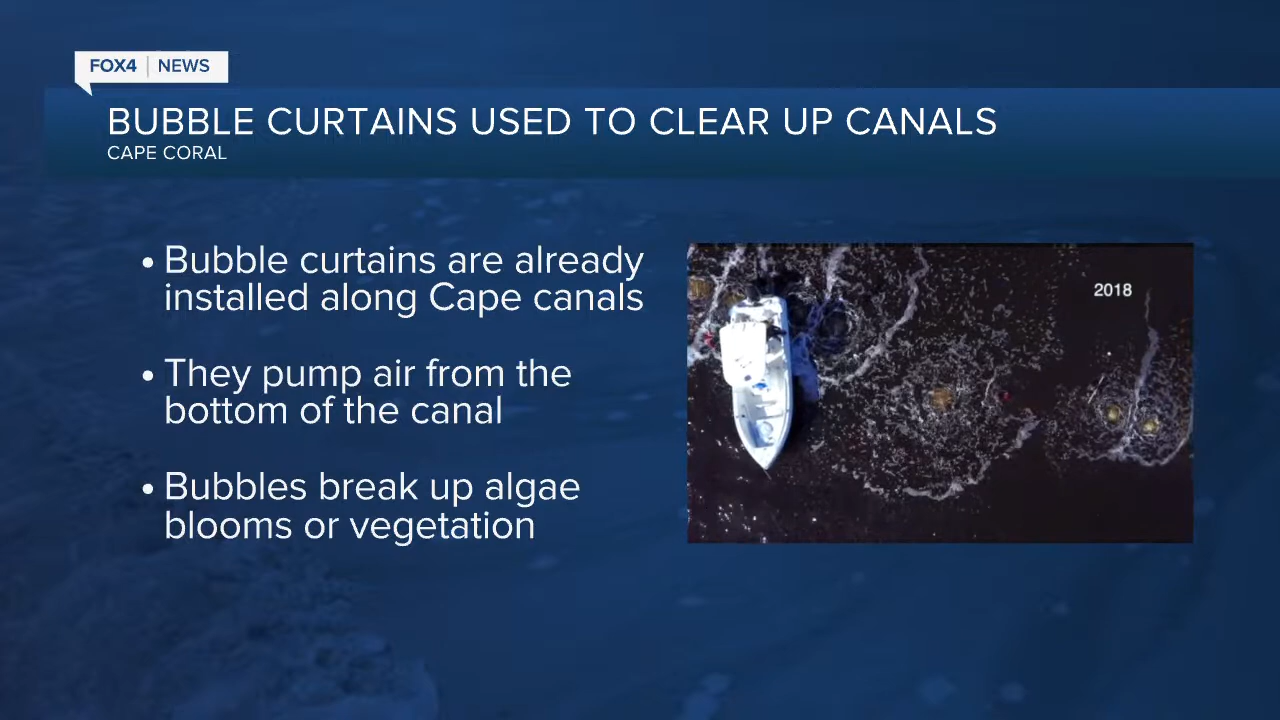 FOX4 | NEWS
BUBBLE CURTAINS USED TO CLEAR UP CANALS
CAPE CORAL
• Bubble curtains are already
installed along Cape canals
• They pump air from the
bottom of the canal
• Bubbles break up algae
blooms or vegetation
2018